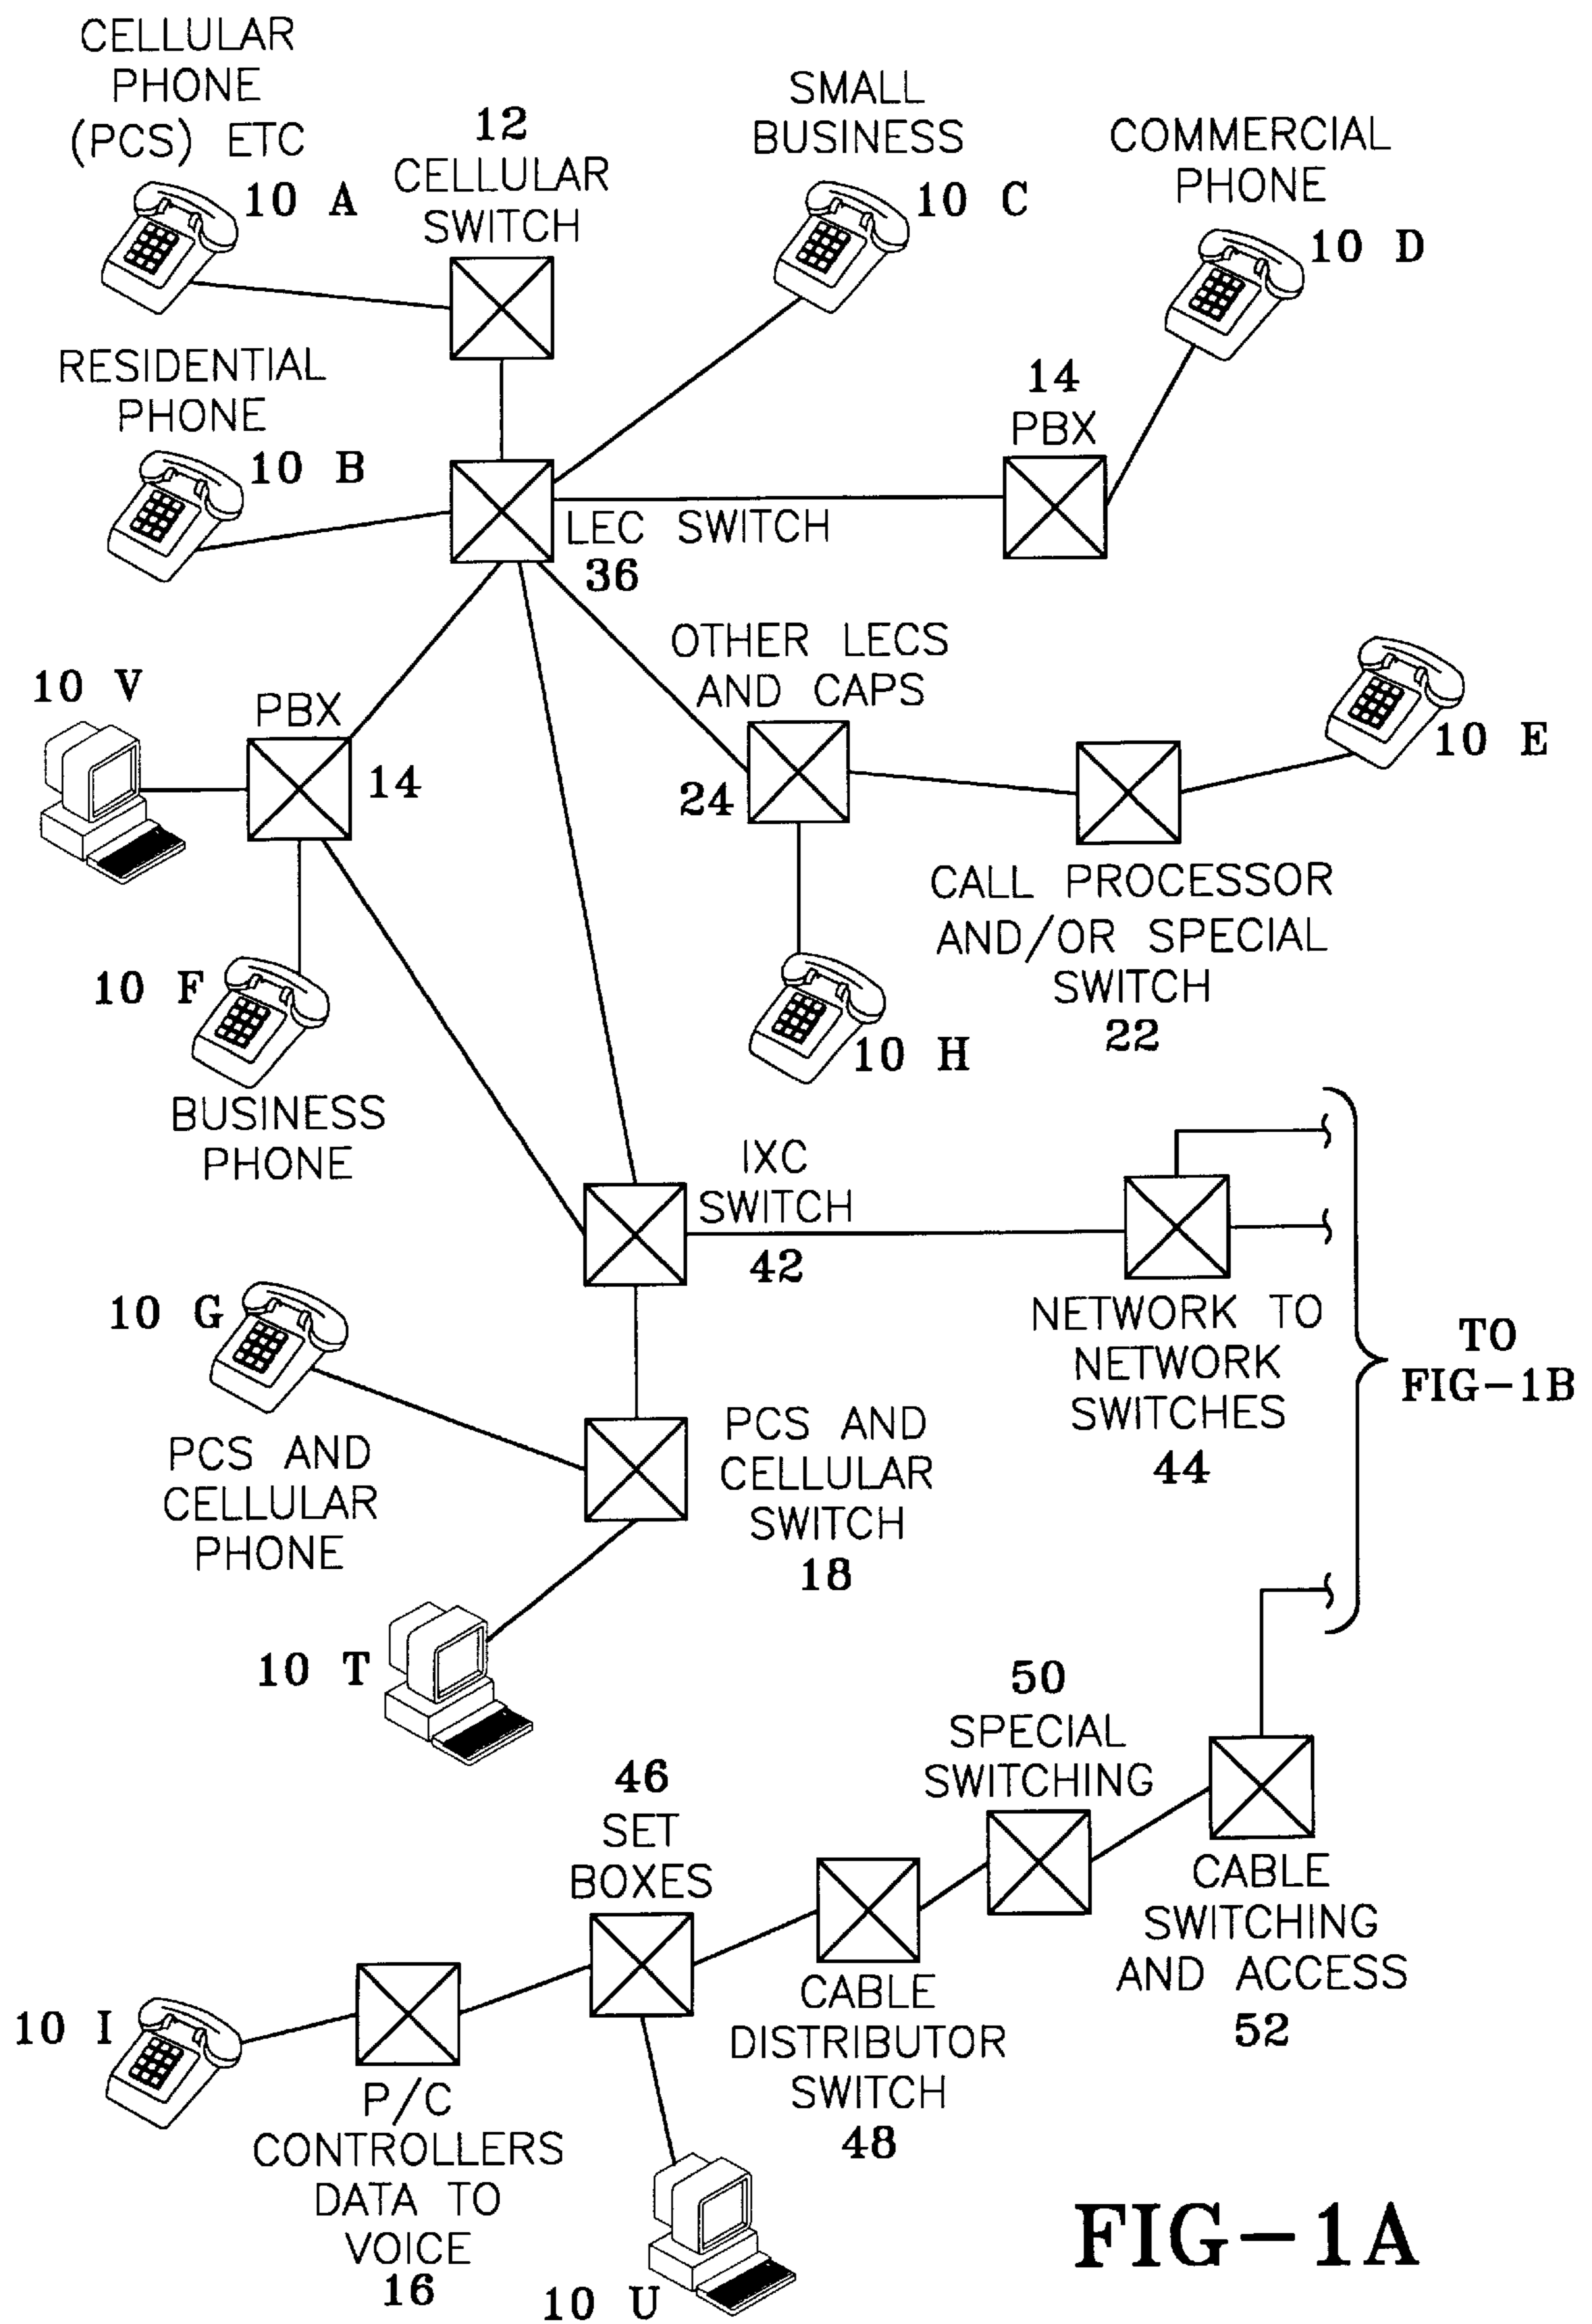 CELLULAR
PHONE
(PCS) ETC
10 A
12
CELLULAR
SWITCH
SMALL
BUSINESS
10 C
COMMERCIAL
PHONE
10 D
RESIDENTIAL
PHONE
10 B
14
PBX
LEC SWITCH
36
OTHER LECS
AND CAPS
24
10 V
PBX
14
10 E
CALL PROCESSOR
AND/OR SPECIAL
SWITCH
22
10 F
BUSINESS
PHONE
10 H
IXC
SWITCH
42
NETWORK TO
NETWORK
SWITCHES
44
TO
FIG-1B
10 G
PCS AND
CELLULAR
PHONE
PCS AND
CELLULAR
SWITCH
18
10 T
50
SPECIAL
SWITCHING
46
SET
BOXES
CABLE
SWITCHING
AND ACCESS
52
CABLE
DISTRIBUTOR
SWITCH
48
10 I
P/C
CONTROLLERS
DATA TO
VOICE
16
10 U
FIG-1A